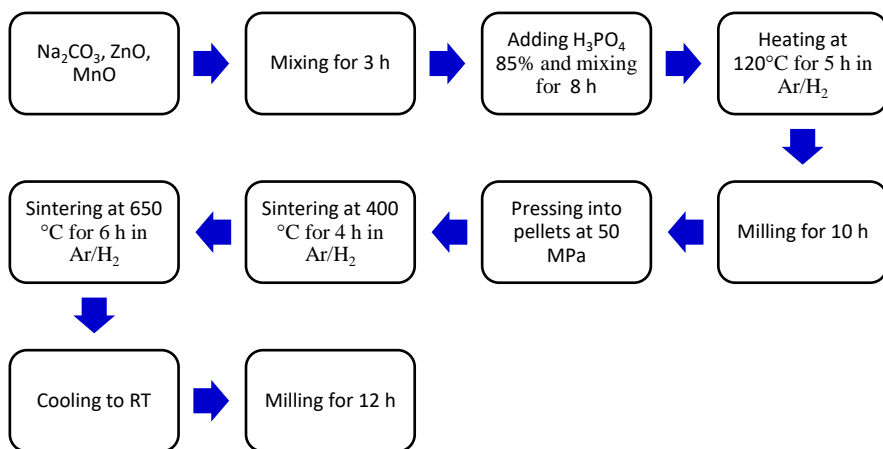 Na₂CO₃, ZnO,
MnO
Mixing for 3 h
Adding H₃PO₄
85% and mixing
for 8 h
Heating at
120°C for 5 h in
Ar/H₂
Milling for 10 h
Pressing into
pellets at 50
MPa
Sintering at 400
°C for 4 h in
Ar/H₂
Sintering at 650
°C for 6 h in
Ar/H₂
Cooling to RT
Milling for 12 h